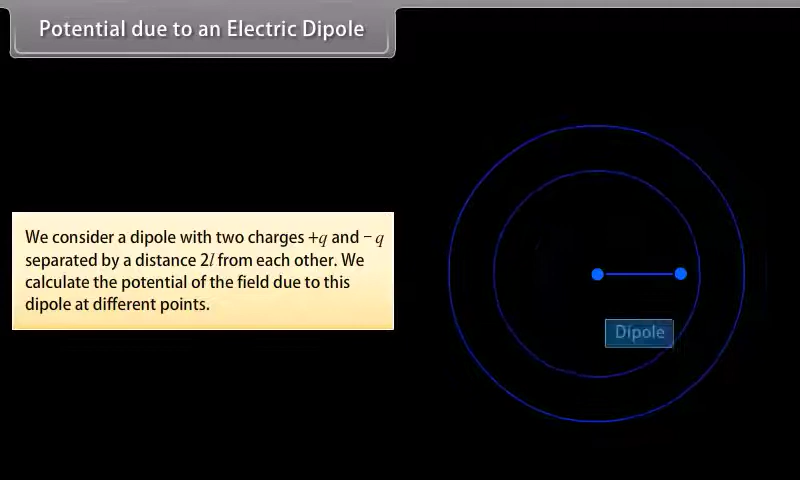 Potential due to an Electric Dipole
We consider a dipole with two charges +q and − q
separated by a distance 2l from each other. We
calculate the potential of the field due to this
dipole at different points.
Dipole